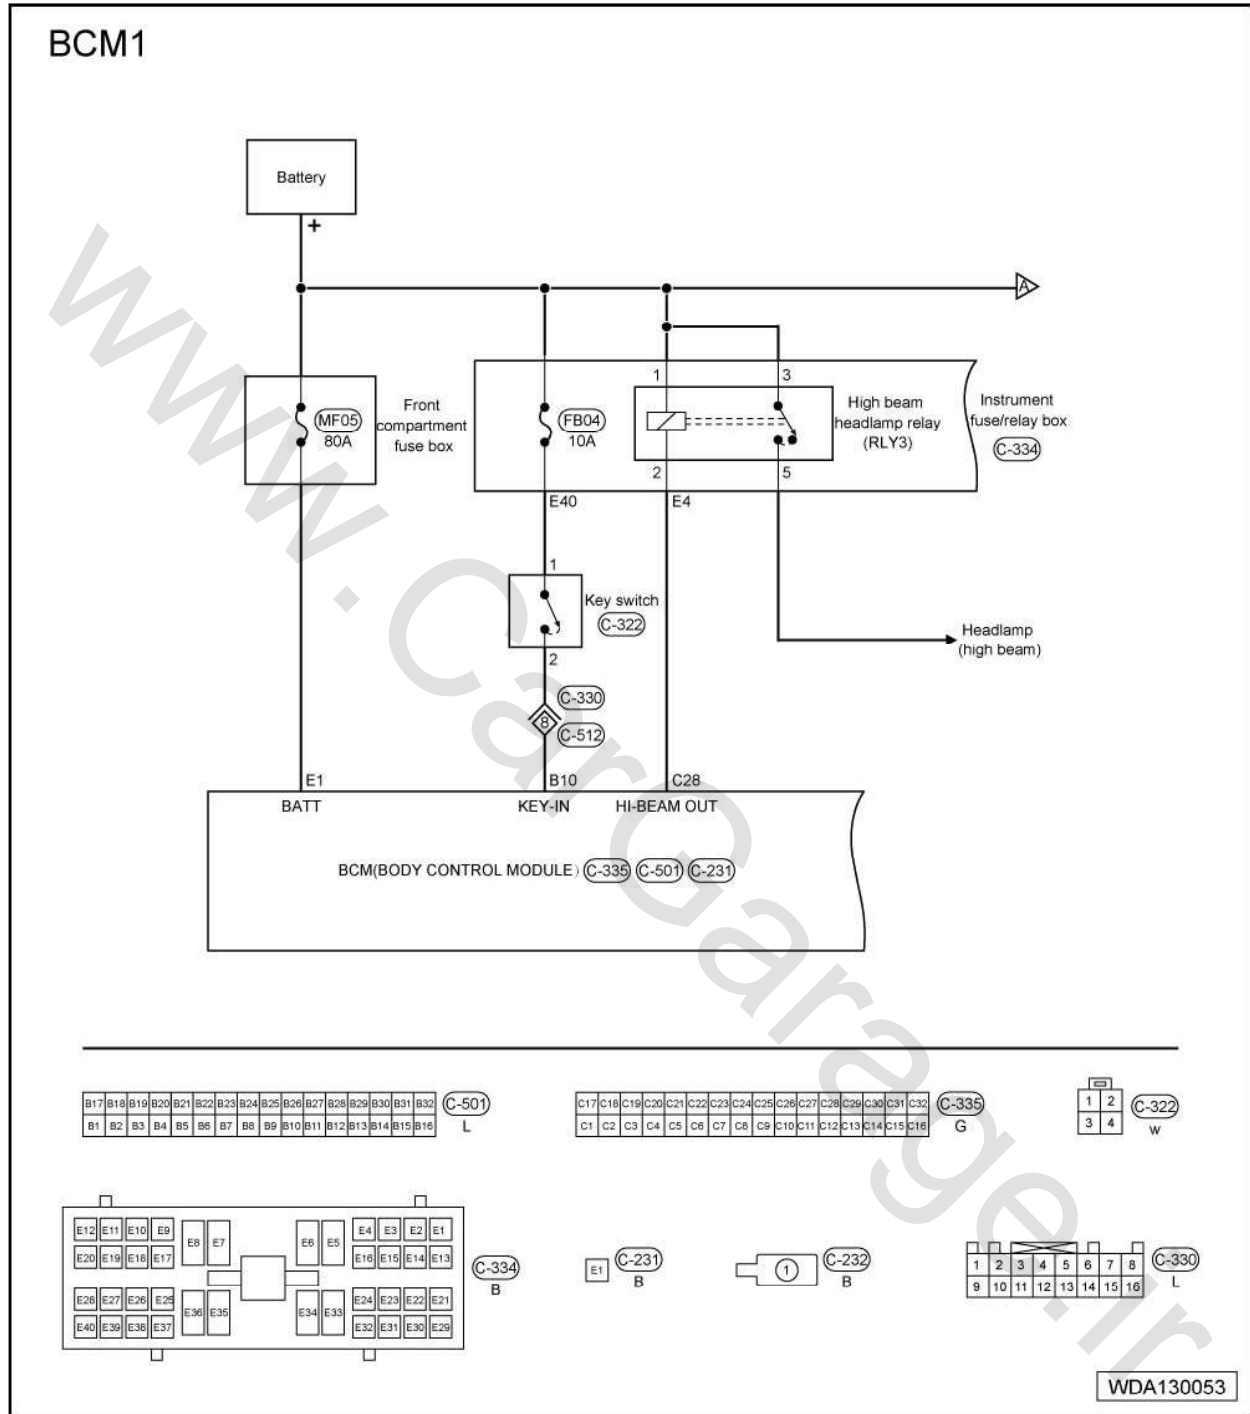 BCM1
Battery
+
A
1 3
MF05
80A
Front
compartment
fuse box
FB04
10A
High beam
headlamp relay
(RLY3)
Instrument
fuse/relay box
C-334
2 5
E40 E4
1
Key switch
C-322
2
C-330
8
C-512
Headlamp
(high beam)
E1 B10 C28
BATT KEY-IN HI-BEAM OUT
BCM(BODY CONTROL MODULE) C-335 C-501 C-231
B17 B18 B19 B20 B21 B22 B23 B24 B25 B26 B27 B28 B29 B30 B31 B32
B1 B2 B3 B4 B5 B6 B7 B8 B9 B10 B11 B12 B13 B14 B15 B16
C-501
L
C17 C18 C19 C20 C21 C22 C23 C24 C25 C26 C27 C28 C29 C30 C31 C32
C1 C2 C3 C4 C5 C6 C7 C8 C9 C10 C11 C12 C13 C14 C15 C16
C-335
G
1 2
3 4
C-322
W
E12 E11 E10 E9 E8 E7 E6 E5 E4 E3 E2 E1
E20 E19 E18 E17 E16 E15 E14 E13
E28 E27 E26 E25 E36 E35 E34 E33 E24 E23 E22 E21
E40 E39 E38 E37 E32 E31 E30 E29
C-334
B
E1
C-231
B
1
C-232
B
1 2 3 4 5 6 7 8
9 10 11 12 13 14 15 16
C-330
L
WDA130053
www.CarGarage.ir